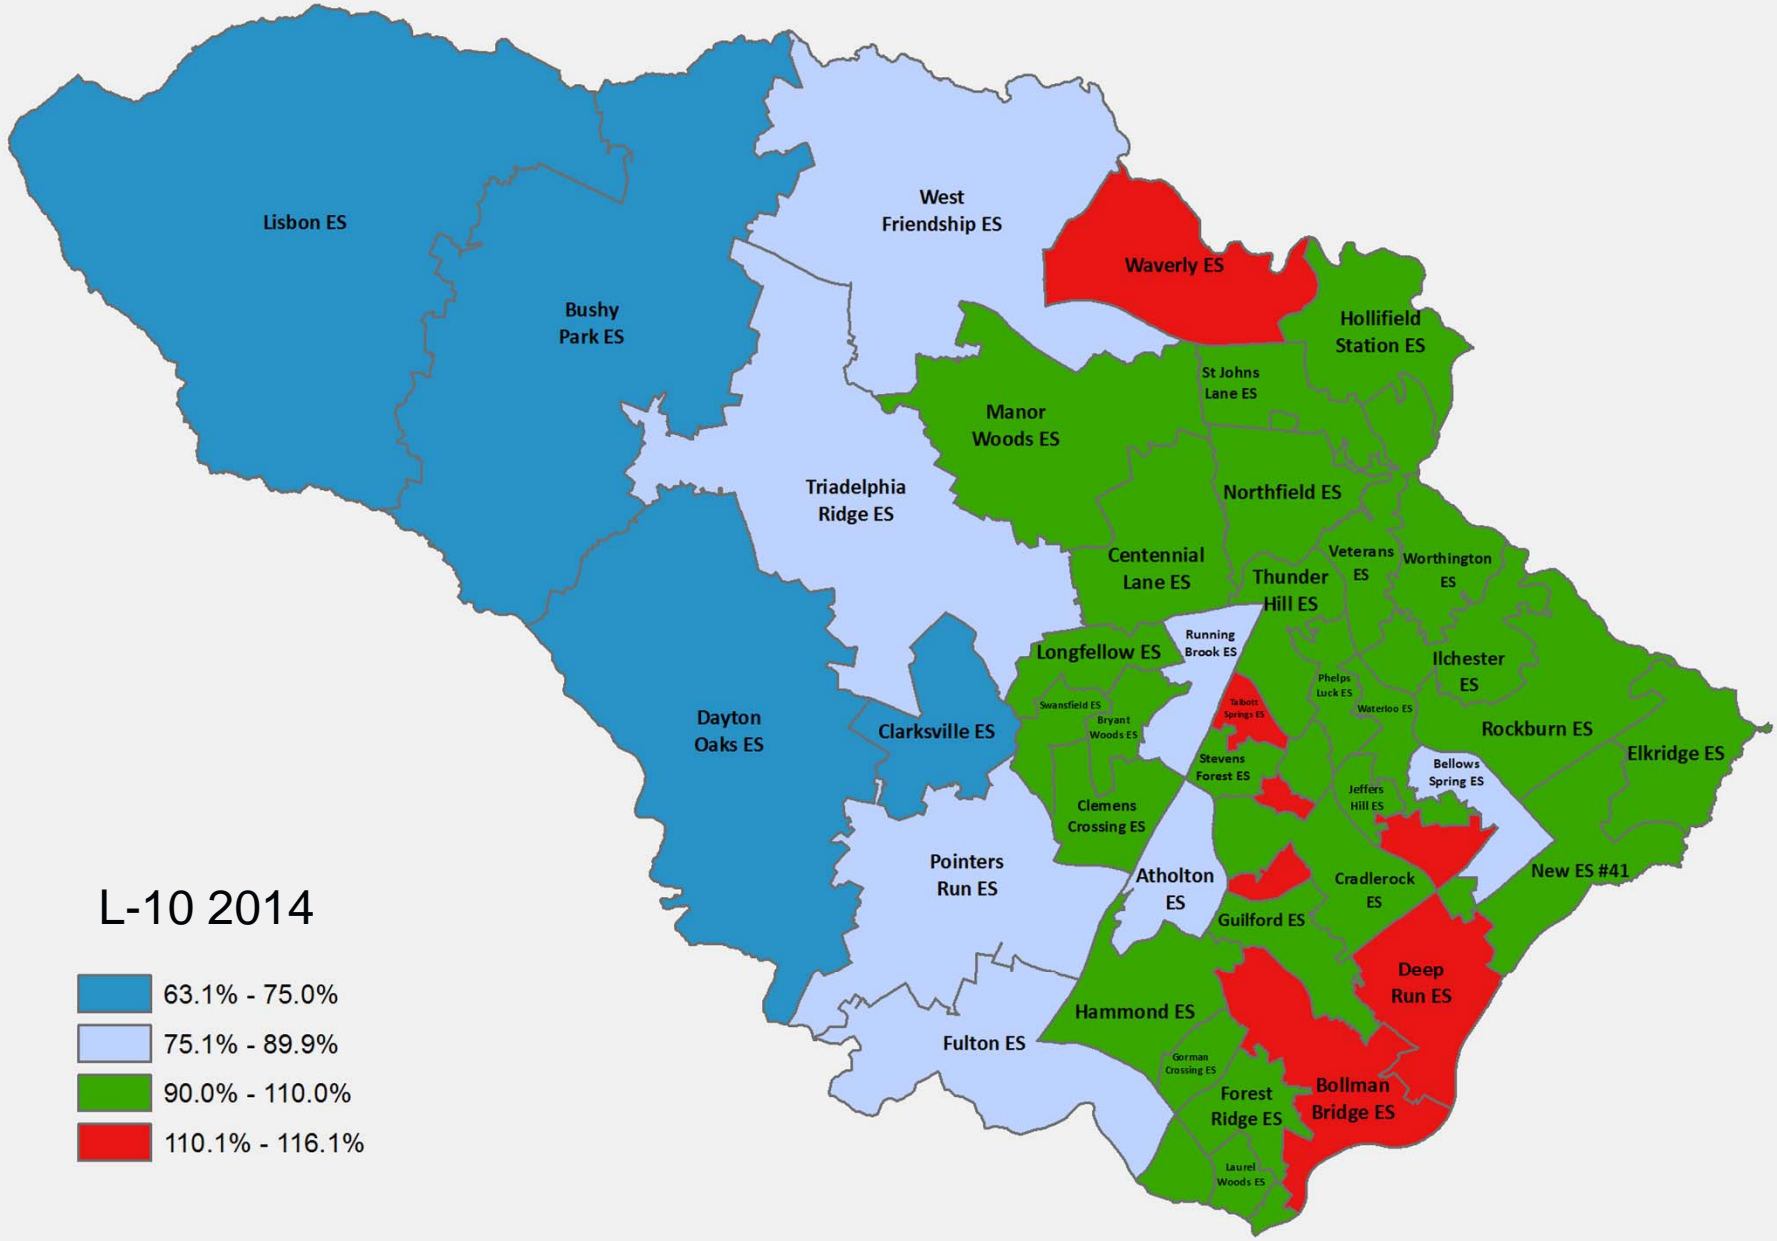 Lisbon ES
Bushy
Park ES
West
Friendship ES
Waverly ES
Hollifield
Station ES
St Johns
Lane ES
Manor
Woods ES
Triadelphia
Ridge ES
Northfield ES
Centennial
Lane ES
Veterans
ES
Worthington
ES
Thunder
Hill ES
Running
Brook ES
Longfellow ES
Ilchester
ES
Swansfield ES
Bryant
Woods ES
Talbott
Springs ES
Phelps
Luck ES
Waterloo ES
Rockburn ES
Elkridge ES
Dayton
Oaks ES
Clarksville ES
Stevens
Forest ES
Bellows
Spring ES
Jeffers
Hill ES
Clemens
Crossing ES
Pointers
Run ES
Atholton
ES
Cradlerock
ES
New ES #41
Guilford ES
Deep
Run ES
Hammond ES
Fulton ES
Gorman
Crossing ES
Forest
Ridge ES
Bollman
Bridge ES
Laurel
Woods ES
L-10 2014
63.1% - 75.0%
75.1% - 89.9%
90.0% - 110.0%
110.1% - 116.1%